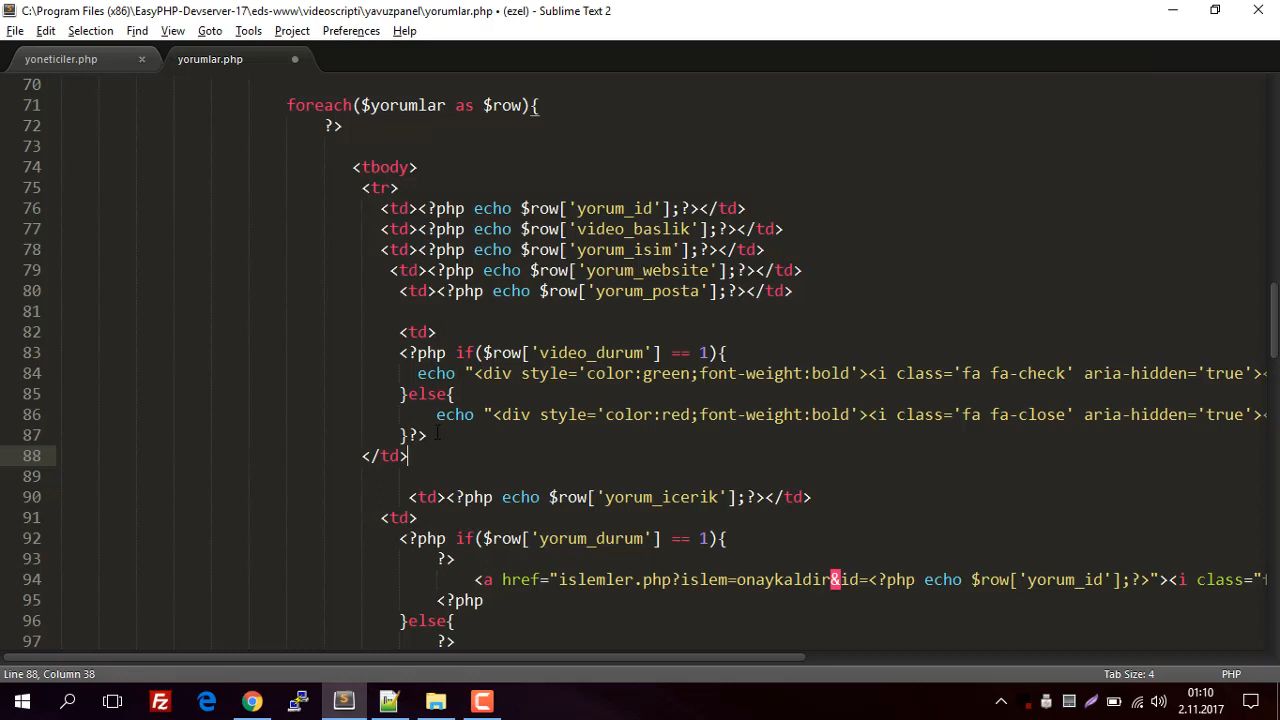 C:\Program Files (x86)\EasyPHP-Devserver-17\eds-www\videoscripti\yavuzpanel\yorumlar.php • (ezel) - Sublime Text 2
File Edit Selection Find View Goto Tools Project Preferences Help
yoneticiler.php × yorumlar.php
70
71 foreach($yorumlar as $row){
72 ?>
73
74 <tbody>
75 <tr>
76 <td><?php echo $row['yorum_id'];?></td>
77 <td><?php echo $row['video_baslik'];?></td>
78 <td><?php echo $row['yorum_isim'];?></td>
79 <td><?php echo $row['yorum_website'];?></td>
80 <td><?php echo $row['yorum_posta'];?></td>
81
82 <td>
83 <?php if($row['video_durum'] == 1){
84 echo "<div style='color:green;font-weight:bold'><i class='fa fa-check' aria-hidden='true'><
85 }else{
86 echo "<div style='color:red;font-weight:bold'><i class='fa fa-close' aria-hidden='true'><
87 }?>
88 </td>
89
90 <td><?php echo $row['yorum_icerik'];?></td>
91 <td>
92 <?php if($row['yorum_durum'] == 1){
93 ?>
94 <a href="islemler.php?islem=onaykaldir&id=<?php echo $row['yorum_id'];?>"><i class="f
95 <?php
96 }else{
97 ?>
Line 88, Column 38 Tab Size: 4 PHP
01:10
2.11.2017